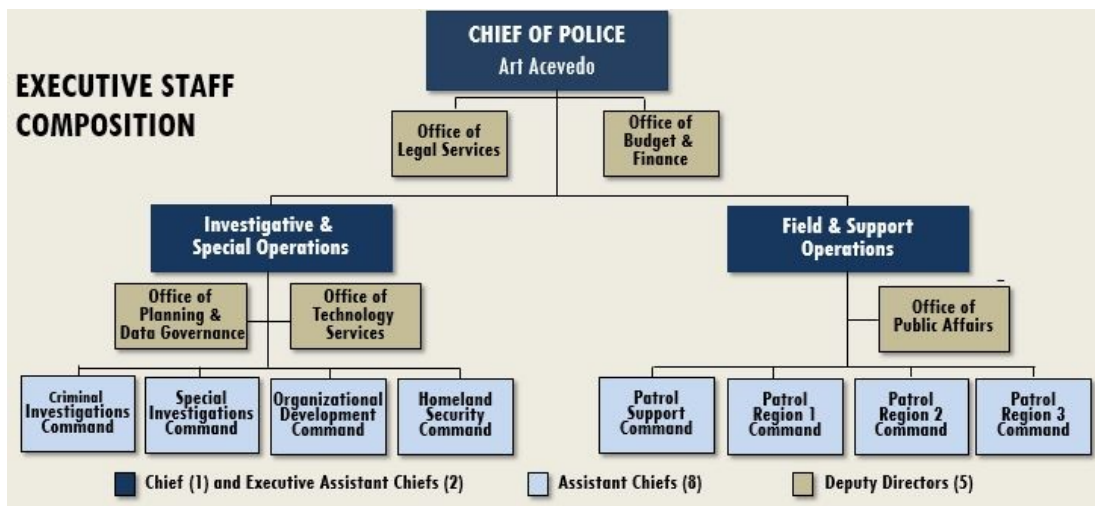 CHIEF OF POLICE
Art Acevedo
EXECUTIVE STAFF
COMPOSITION
Office of
Legal Services
Office of
Budget &
Finance
Investigative &
Special Operations
Field & Support
Operations
Office of
Planning &
Data Governance
Office of
Technology
Services
Office of
Public Affairs
Criminal
Investigations
Command
Special
Investigations
Command
Organizational
Development
Command
Homeland
Security
Command
Patrol
Support
Command
Patrol
Region 1
Command
Patrol
Region 2
Command
Patrol
Region 3
Command
Chief (1) and Executive Assistant Chiefs (2)
Assistant Chiefs (8)
Deputy Directors (5)